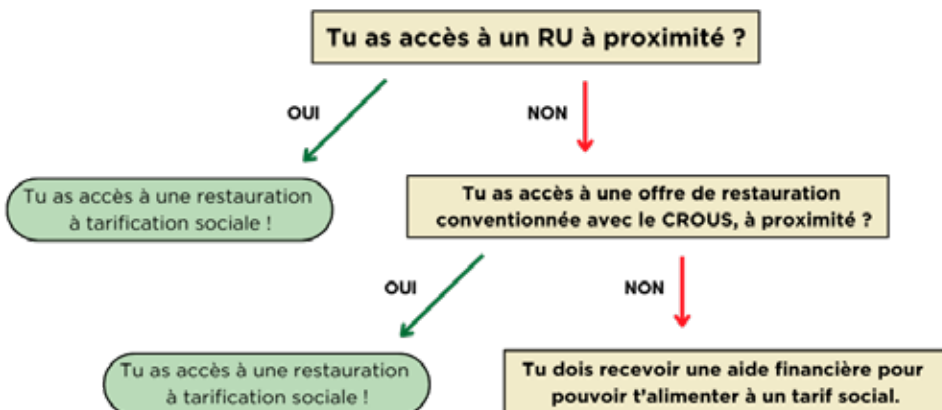 Tu as accès à un RU à proximité ?
OUI
NON
Tu as accès à une restauration
à tarification sociale !
Tu as accès à une offre de restauration
conventionnée avec le CROUS, à proximité ?
OUI
NON
Tu as accès à une restauration
à tarification sociale !
Tu dois recevoir une aide financière pour
pouvoir t'alimenter à un tarif social.